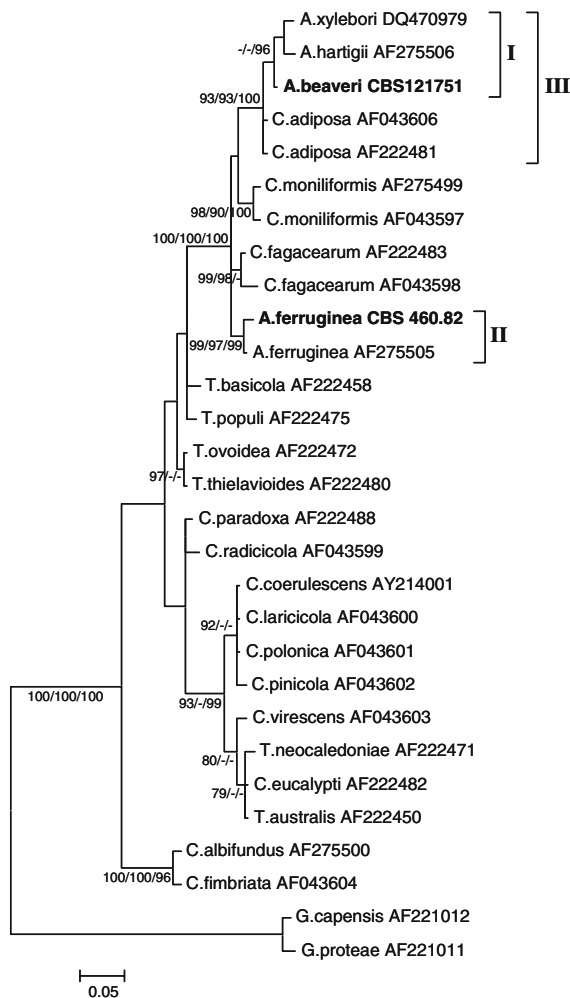 A.xylebori DQ470979
-/-/96
A.hartigii AF275506
I
A.beaveri CBS121751
III
93/93/100
C.adiposa AF043606
C.adiposa AF222481
C.moniliformis AF275499
98/90/100
C.moniliformis AF043597
100/100/100
C.fagacearum AF222483
99/98/-
C.fagacearum AF043598
A.ferruginea CBS 460.82
II
99/97/99
A.ferruginea AF275505
T.basicola AF222458
T.populi AF222475
T.ovoidea AF222472
97/-/-
T.thielavioides AF222480
C.paradoxa AF222488
C.radicicola AF043599
C.coerulescens AY214001
C.laricicola AF043600
92/-/-
C.polonica AF043601
C.pinicola AF043602
100/100/100
93/-/99
C.virescens AF043603
T.neocaledoniae AF222471
80/-/-
C.eucalypti AF222482
79/-/-
T.australis AF222450
C.albifundus AF275500
100/100/96
C.fimbriata AF043604
G.capensis AF221012
G.proteae AF221011
0.05